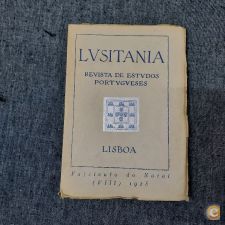 LVSITANIA
REVISTA DE ESTVDOS
PORTVGVESES
LISBOA
Fascículo do Natal
(VIII) 1925